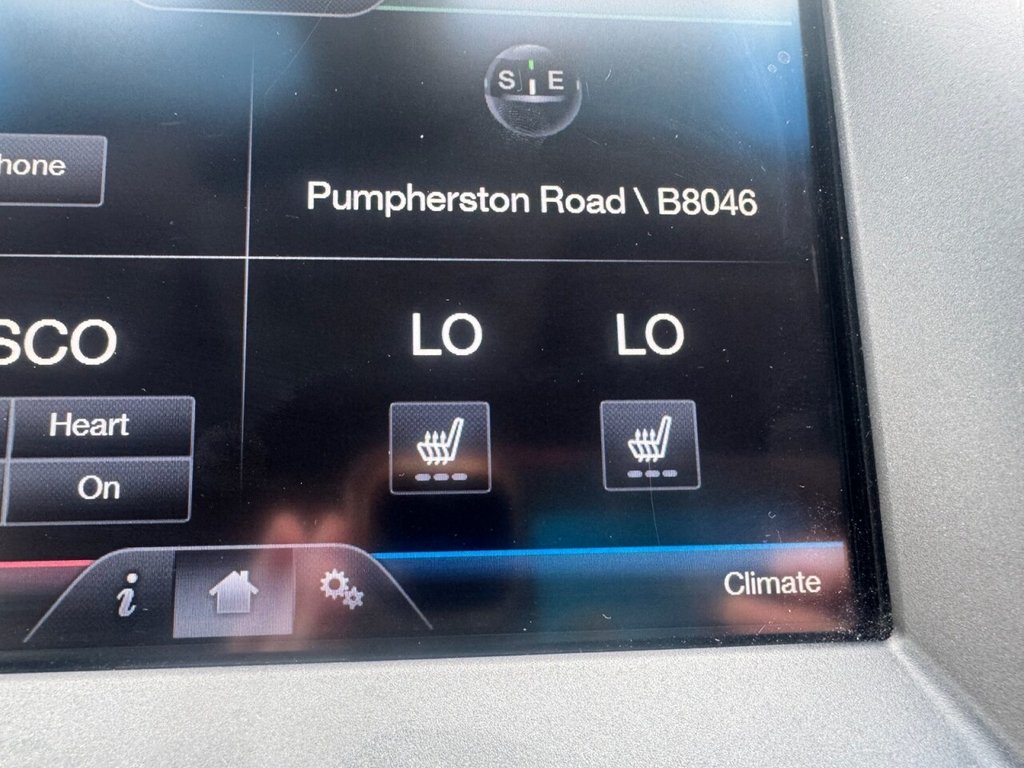 S E
hone
Pumpherston Road \ B8046
SCO
LO LO
Heart
On
i
Climate